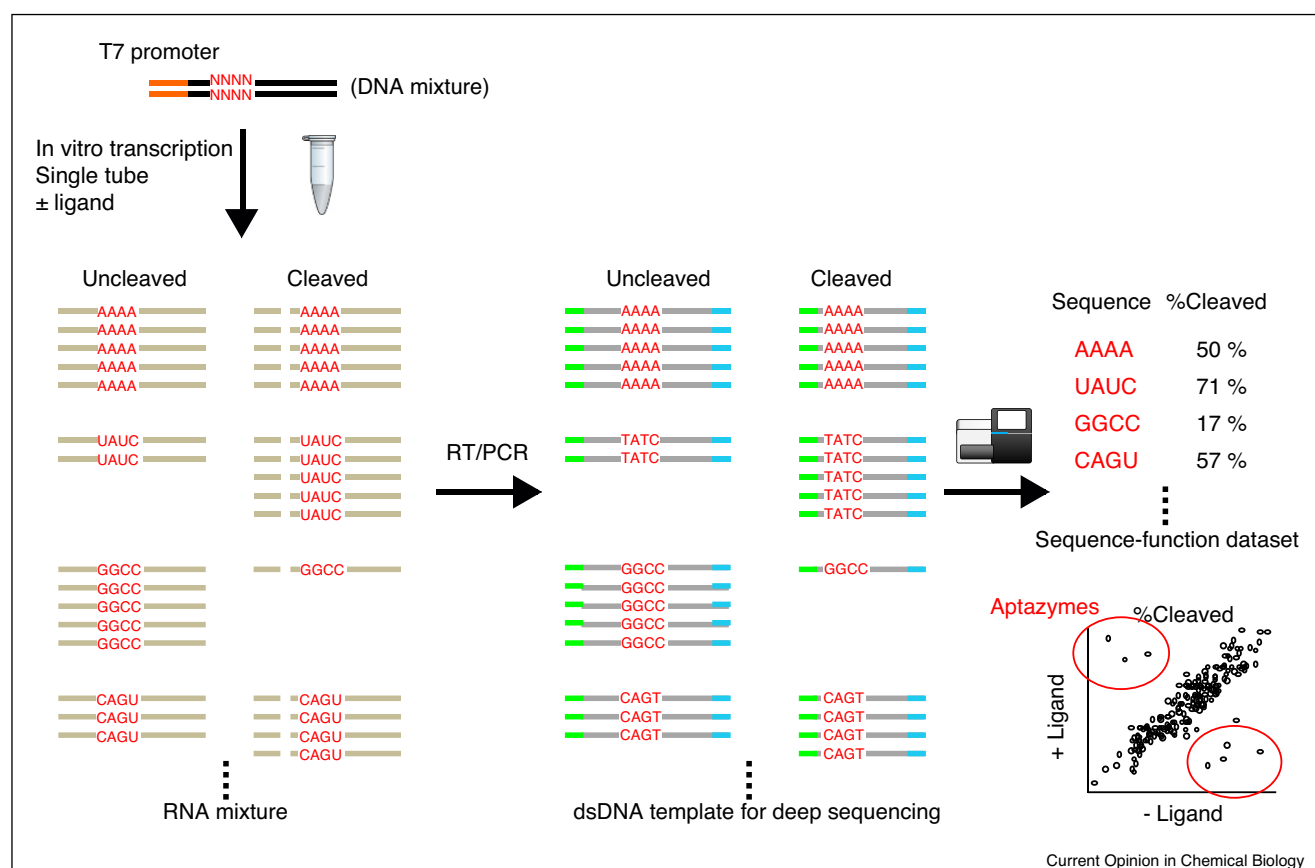 T7 promoter
NNNN
NNNN
(DNA mixture)
In vitro transcription
Single tube
± ligand
Uncleaved
Cleaved
AAAA
AAAA
AAAA
AAAA
AAAA
AAAA
AAAA
AAAA
AAAA
AAAA
UAUC
UAUC
UAUC
UAUC
UAUC
UAUC
UAUC
GGCC
GGCC
GGCC
GGCC
GGCC
GGCC
CAGU
CAGU
CAGU
CAGU
CAGU
CAGU
CAGU
RNA mixture
RT/PCR
Uncleaved
Cleaved
AAAA
AAAA
AAAA
AAAA
AAAA
AAAA
AAAA
AAAA
AAAA
AAAA
TATC
TATC
TATC
TATC
TATC
TATC
TATC
GGCC
GGCC
GGCC
GGCC
GGCC
GGCC
CAGT
CAGT
CAGT
CAGT
CAGT
CAGT
CAGT
dsDNA template for deep sequencing
Sequence %Cleaved
AAAA 50 %
UAUC 71 %
GGCC 17 %
CAGU 57 %
Sequence-function dataset
Aptazymes
%Cleaved
+ Ligand
- Ligand
Current Opinion in Chemical Biology